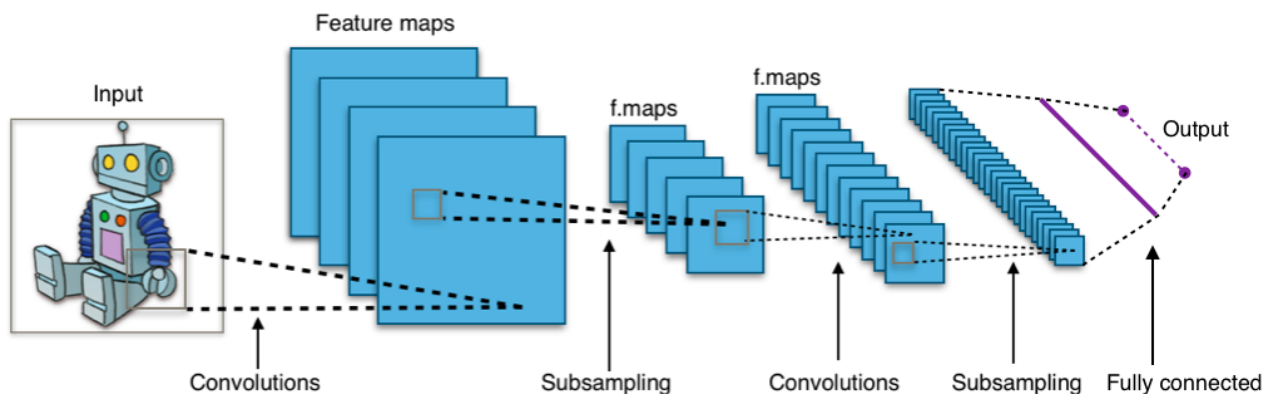 Feature maps
f.maps
f.maps
Input
Output
Convolutions
Subsampling
Convolutions
Subsampling
Fully connected